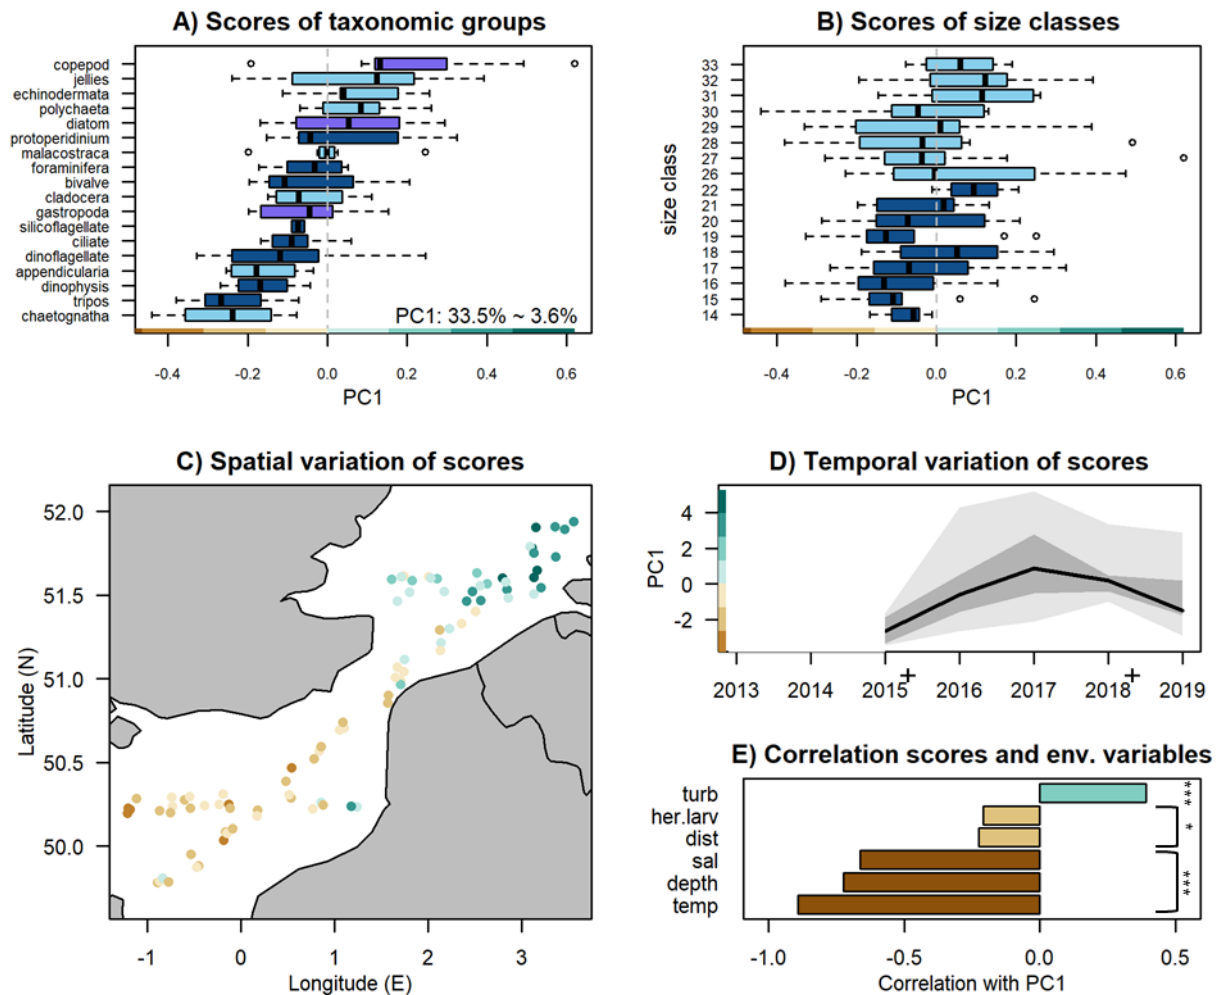 A) Scores of taxonomic groups
copepod
jellies
echinodermata
polychaeta
diatom
protoperidinium
malacostraca
foraminifera
bivalve
cladocera
gastropoda
silicoflagellate
ciliate
dinoflagellate
appendicularia
dinophysis
tripos
chaetognatha
PC1: 33.5% ~ 3.6%
-0.4 -0.2 0.0 0.2 0.4 0.6
PC1
B) Scores of size classes
size class
33
32
31
30
29
28
27
26
22
21
20
19
18
17
16
15
14
-0.4 -0.2 0.0 0.2 0.4 0.6
PC1
C) Spatial variation of scores
Latitude (N)
52.0
51.5
51.0
50.5
50.0
-1 0 1 2 3
Longitude (E)
D) Temporal variation of scores
PC1
4
2
0
-2
2013 2014 2015 2016 2017 2018 2019
+ +
E) Correlation scores and env. variables
turb ***
her.larv
dist *
sal
depth ***
temp
-1.0 -0.5 0.0 0.5
Correlation with PC1